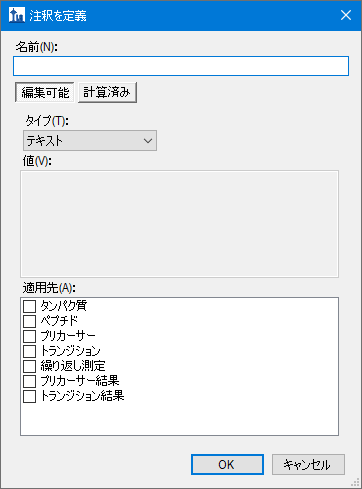 注釈を定義
名前(N):
編集可能 計算済み
タイプ(T):
テキスト
値(V):
適用先(A):
タンパク質
ペプチド
プリカーサー
トランジション
繰り返し測定
プリカーサー結果
トランジション結果
OK キャンセル